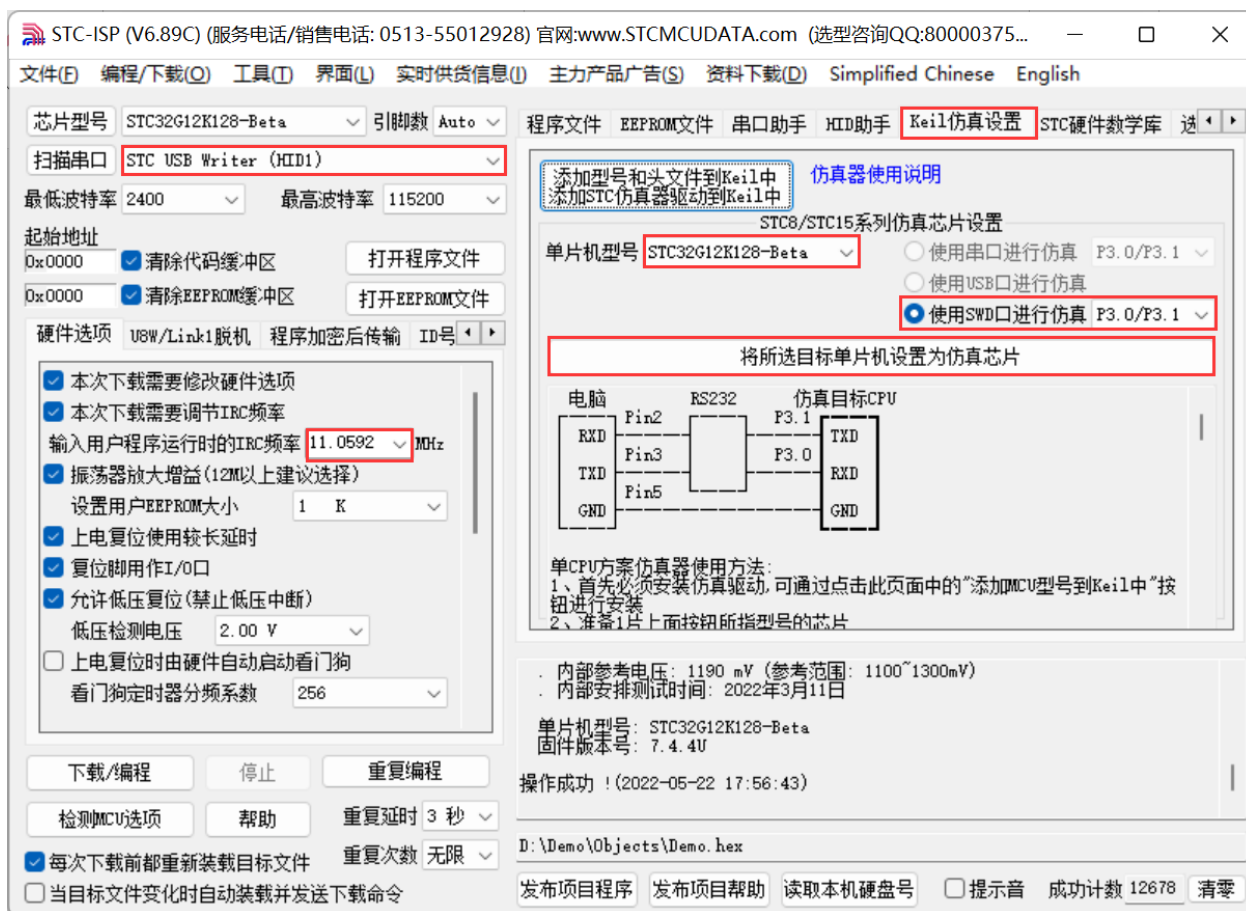 STC-ISP (V6.89C) (服务电话/销售电话: 0513-55012928) 官网:www.STCMCUDATA.com (选型咨询QQ:80000375...
文件(F) 编程/下载(O) 工具(T) 界面(L) 实时供货信息(I) 主力产品广告(S) 资料下载(D) Simplified Chinese English
芯片型号 STC32G12K128-Beta 引脚数 Auto
扫描串口 STC USB Writer (HID1)
最低波特率 2400 最高波特率 115200
起始地址
0x0000 清除代码缓冲区 打开程序文件
0x0000 清除EEPROM缓冲区 打开EEPROM文件
硬件选项 U8W/Link1脱机 程序加密后传输 ID号
本次下载需要修改硬件选项
本次下载需要调节IRC频率
输入用户程序运行时的IRC频率 11.0592 MHz
振荡器放大增益(12M以上建议选择)
设置用户EEPROM大小 1 K
上电复位使用较长延时
复位脚用作I/O口
允许低压复位(禁止低压中断)
低压检测电压 2.00 V
上电复位时由硬件自动启动看门狗
看门狗定时器分频系数 256
下载/编程 停止 重复编程
检测MCU选项 帮助 重复延时 3 秒
每次下载前都重新装载目标文件 重复次数 无限
当目标文件变化时自动装载并发送下载命令
程序文件 EEPROM文件 串口助手 HID助手 Keil仿真设置 STC硬件数学库 选
添加型号和头文件到Keil中
添加STC仿真器驱动到Keil中
仿真器使用说明
STC8/STC15系列仿真芯片设置
单片机型号 STC32G12K128-Beta 使用串口进行仿真 P3.0/P3.1
使用USB口进行仿真
使用SWD口进行仿真 P3.0/P3.1
将所选目标单片机设置为仿真芯片
电脑 RS232 仿真目标CPU
Pin2 P3.1
RXD TXD
Pin3 P3.0
TXD RXD
Pin5
GND GND
单CPU方案仿真器使用方法:
1、首先必须安装仿真驱动,可通过点击此页面中的"添加MCU型号到Keil中"按
钮进行安装
2、准备1片上面按钮所指型号的芯片
. 内部参考电压: 1190 mV (参考范围: 1100~1300mV)
. 内部安排测试时间: 2022年3月11日
单片机型号: STC32G12K128-Beta
固件版本号: 7.4.4U
操作成功 !(2022-05-22 17:56:43)
D:\Demo\Objects\Demo.hex
发布项目程序 发布项目帮助 读取本机硬盘号 提示音 成功计数 12678 清零